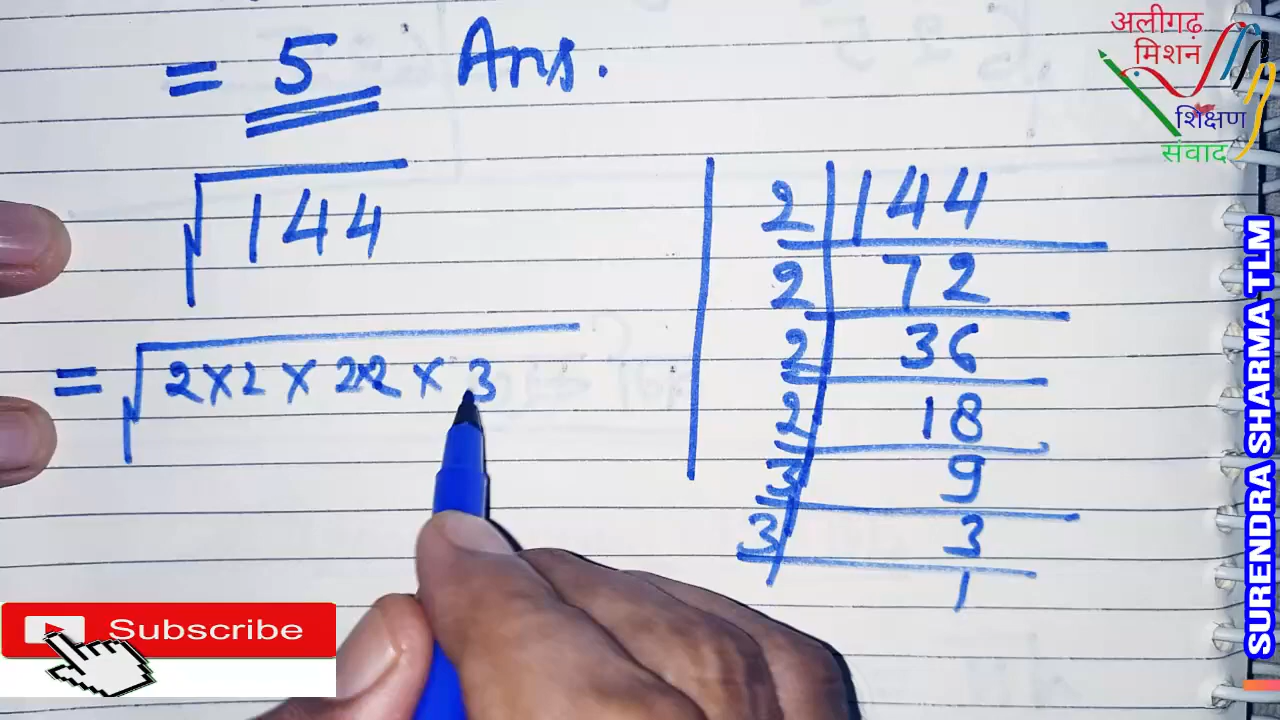 = 5 Ans.
√144
= √2×2×2×2×3
2 | 144
2 | 72
2 | 36
2 | 18
3 | 9
3 | 3
1
अलीगढ़
मिशन
शिक्षण
संवाद
SURENDRA SHARMA TLM
Subscribe